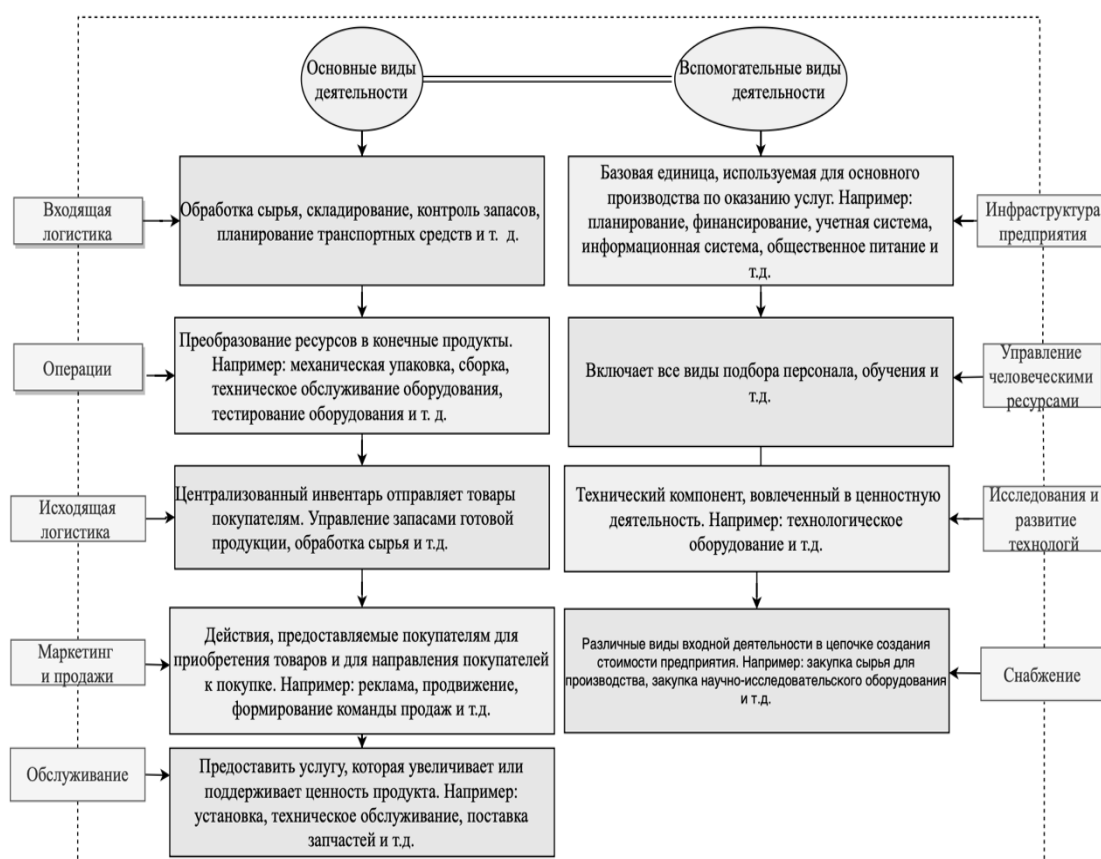 Основные виды
деятельности
Вспомогательные виды
деятельности
Входящая
логистика
Обработка сырья, складирование, контроль запасов,
планирование транспортных средств и т. д.
Базовая единица, используемая для основного
производства по оказанию услуг. Например:
планирование, финансирование, учетная система,
информационная система, общественное питание и
т.д.
Инфраструктура
предприятия
Операции
Преобразование ресурсов в конечные продукты.
Например: механическая упаковка, сборка,
техническое обслуживание оборудования,
тестирование оборудования и т. д.
Включает все виды подбора персонала, обучения и
т.д.
Управление
человеческими
ресурсами
Исходящая
логистика
Централизованный инвентарь отправляет товары
покупателям. Управление запасами готовой
продукции, обработка сырья и т.д.
Технический компонент, вовлеченный в ценностную
деятельность. Например: технологическое
оборудование и т.д.
Исследования и
развитие
технологй
Маркетинг
и продажи
Действия, предоставляемые покупателям для
приобретения товаров и для направления покупателей
к покупке. Например: реклама, продвижение,
формирование команды продаж и т.д.
Различные виды входной деятельности в цепочке создания
стоимости предприятия. Например: закупка сырья для
производства, закупка научно-исследовательского оборудования
и т.д.
Снабжение
Обслуживание
Предоставить услугу, которая увеличивает или
поддерживает ценность продукта. Например:
установка, техническое обслуживание, поставка
запчастей и т.д.